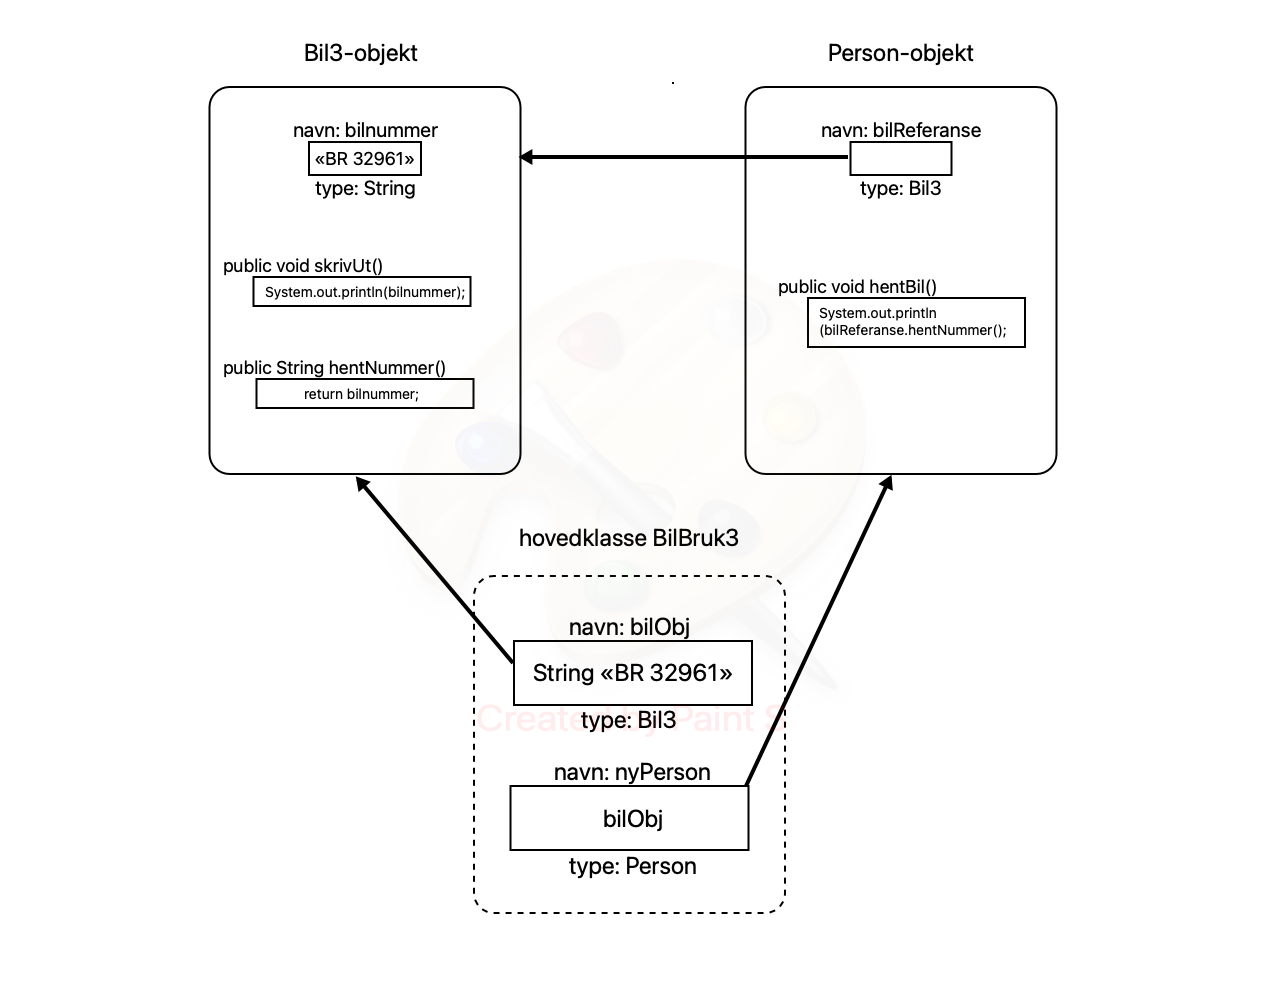 Bil3-objekt
navn: bilnummer
«BR 32961»
type: String
public void skrivUt()
System.out.println(bilnummer);
public String hentNummer()
return bilnummer;
Person-objekt
navn: bilReferanse
type: Bil3
public void hentBil()
System.out.println
(bilReferanse.hentNummer();
hovedklasse BilBruk3
navn: bilObj
String «BR 32961»
type: Bil3
Created by Paint S
navn: nyPerson
bilObj
type: Person